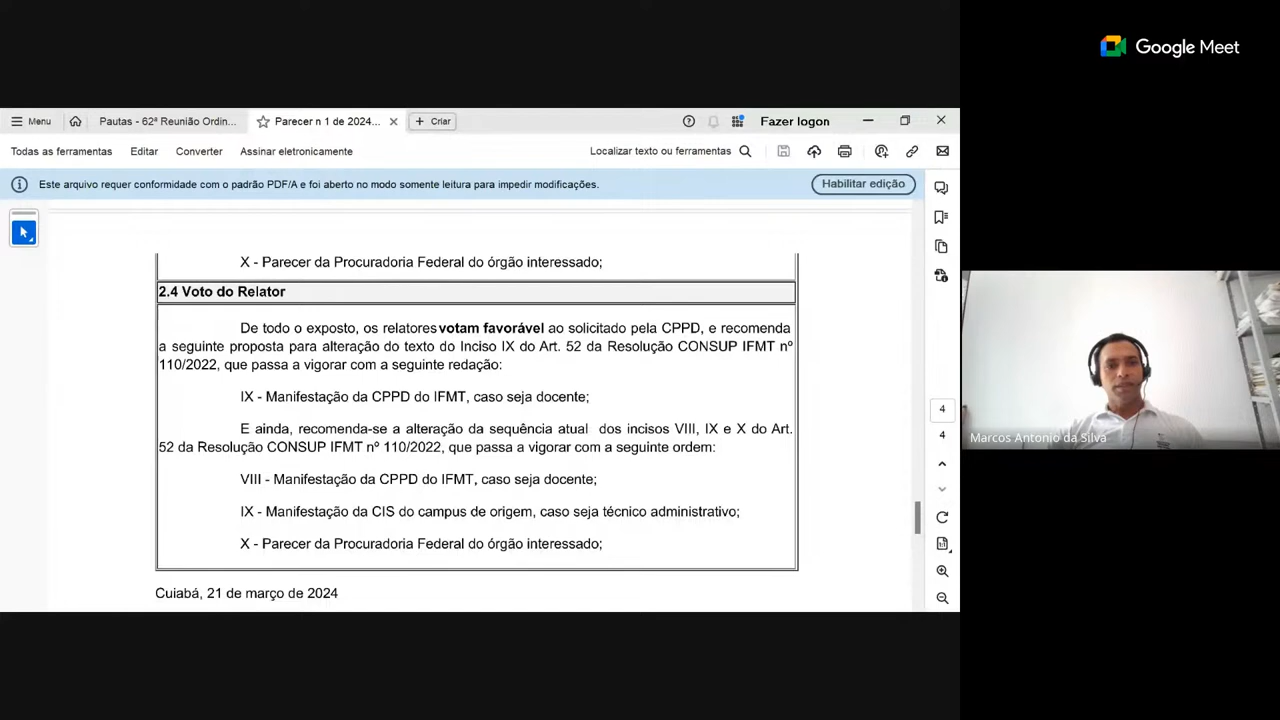 Google Meet
Menu
Pautas - 62ª Reunião Ordin...
Parecer n 1 de 2024...
Criar
Fazer logon
Todas as ferramentas
Editar
Converter
Assinar eletronicamente
Localizar texto ou ferramentas
Este arquivo requer conformidade com o padrão PDF/A e foi aberto no modo somente leitura para impedir modificações.
Habilitar edição
X - Parecer da Procuradoria Federal do órgão interessado;
2.4 Voto do Relator
De todo o exposto, os relatores votam favorável ao solicitado pela CPPD, e recomenda
a seguinte proposta para alteração do texto do Inciso IX do Art. 52 da Resolução CONSUP IFMT nº
110/2022, que passa a vigorar com a seguinte redação:
IX - Manifestação da CPPD do IFMT, caso seja docente;
E ainda, recomenda-se a alteração da sequência atual dos incisos VIII, IX e X do Art.
52 da Resolução CONSUP IFMT nº 110/2022, que passa a vigorar com a seguinte ordem:
VIII - Manifestação da CPPD do IFMT, caso seja docente;
IX - Manifestação da CIS do campus de origem, caso seja técnico administrativo;
X - Parecer da Procuradoria Federal do órgão interessado;
Cuiabá, 21 de março de 2024
4
4
Marcos Antonio da Silva